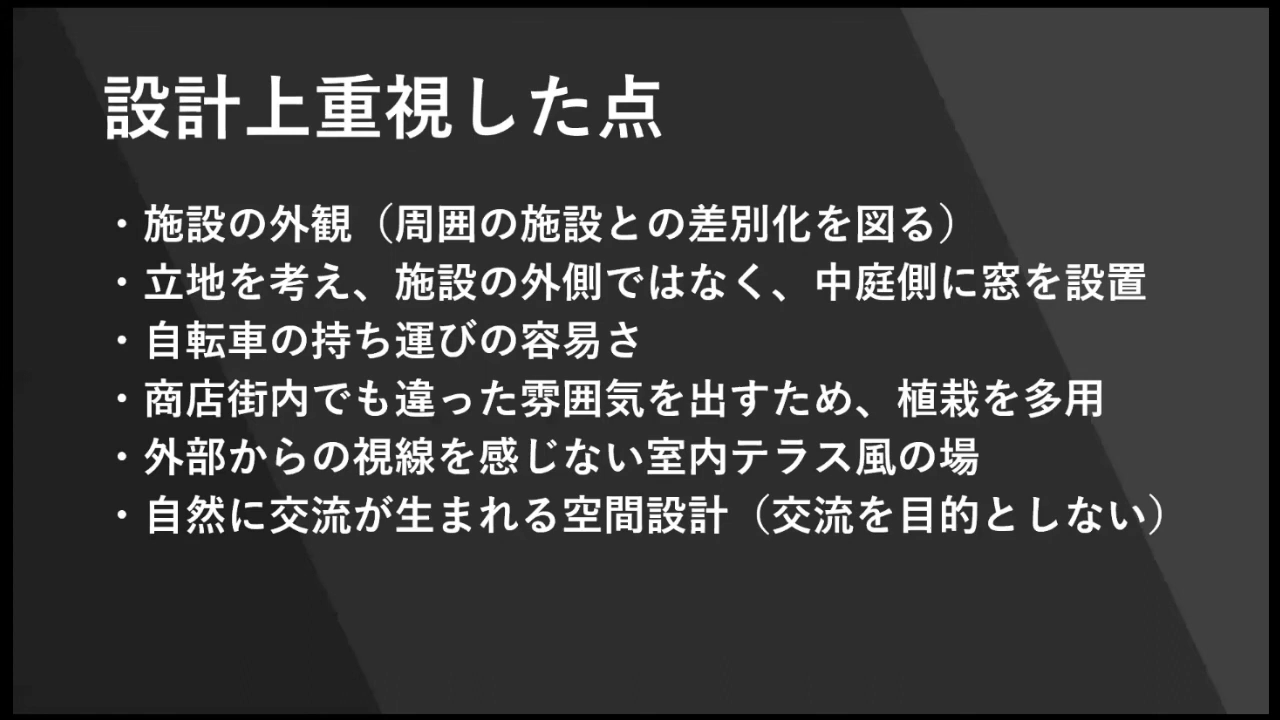 設計上重視した点
・施設の外観（周囲の施設との差別化を図る）
・立地を考え、施設の外側ではなく、中庭側に窓を設置
・自転車の持ち運びの容易さ
・商店街内でも違った雰囲気を出すため、植栽を多用
・外部からの視線を感じない室内テラス風の場
・自然に交流が生まれる空間設計（交流を目的としない）